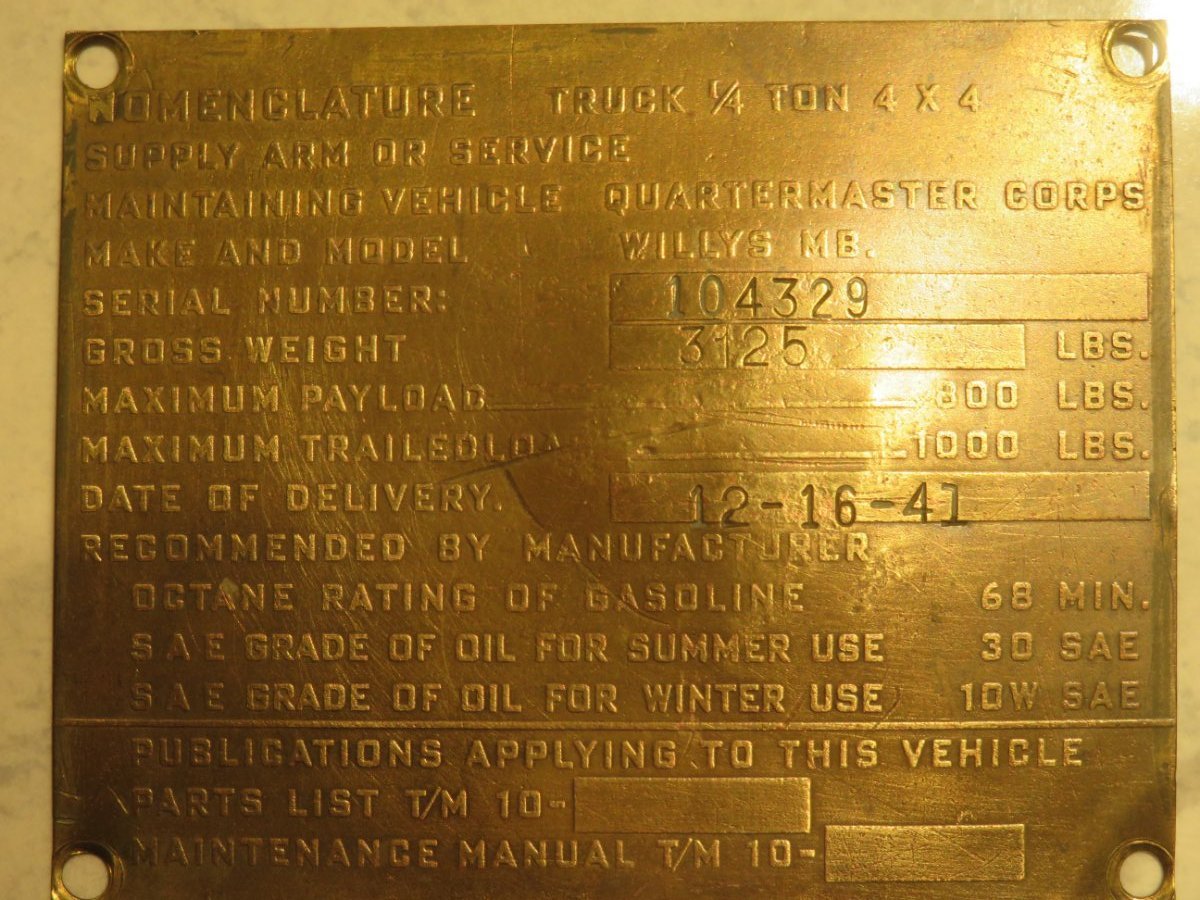 NOMENCLATURE TRUCK 1/4 TON 4 X 4
SUPPLY ARM OR SERVICE
MAINTAINING VEHICLE QUARTERMASTER CORPS
MAKE AND MODEL WILLYS MB.
SERIAL NUMBER: 104329
GROSS WEIGHT 3125 LBS.
MAXIMUM PAYLOAD 800 LBS.
MAXIMUM TRAILEDLOAD 1000 LBS.
DATE OF DELIVERY. 12-16-41
RECOMMENDED BY MANUFACTURER
OCTANE RATING OF GASOLINE 68 MIN.
S A E GRADE OF OIL FOR SUMMER USE 30 SAE
S A E GRADE OF OIL FOR WINTER USE 10W SAE
PUBLICATIONS APPLYING TO THIS VEHICLE
PARTS LIST T/M 10-
MAINTENANCE MANUAL T/M 10-